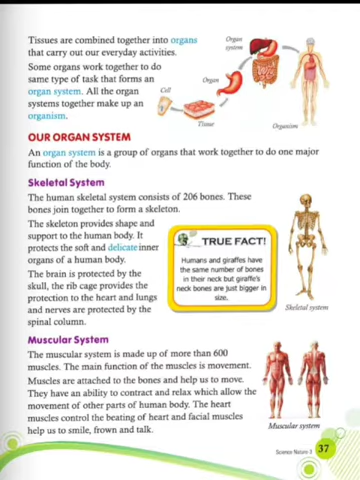 Tissues are combined together into organs
that carry out our everyday activities.
Some organs work together to do
same type of task that forms an
organ system. All the organ
systems together make up an
organism.
Organ
system
Organ
Cell
Tissue
Organism
OUR ORGAN SYSTEM
An organ system is a group of organs that work together to do one major
function of the body.
Skeletal System
The human skeletal system consists of 206 bones. These
bones join together to form a skeleton.
The skeleton provides shape and
support to the human body. It
protects the soft and delicate inner
organs of a human body.
The brain is protected by the
skull, the rib cage provides the
protection to the heart and lungs
and nerves are protected by the
spinal column.
TRUE FACT!
Humans and giraffes have
the same number of bones
in their neck but giraffe's
neck bones are just bigger in
size.
Skeletal system
Muscular System
The muscular system is made up of more than 600
muscles. The main function of the muscles is movement.
Muscles are attached to the bones and help us to move.
They have an ability to contract and relax which allow the
movement of other parts of human body. The heart
muscles control the beating of heart and facial muscles
help us to smile, frown and talk.
Muscular system
Science Nature 3
37